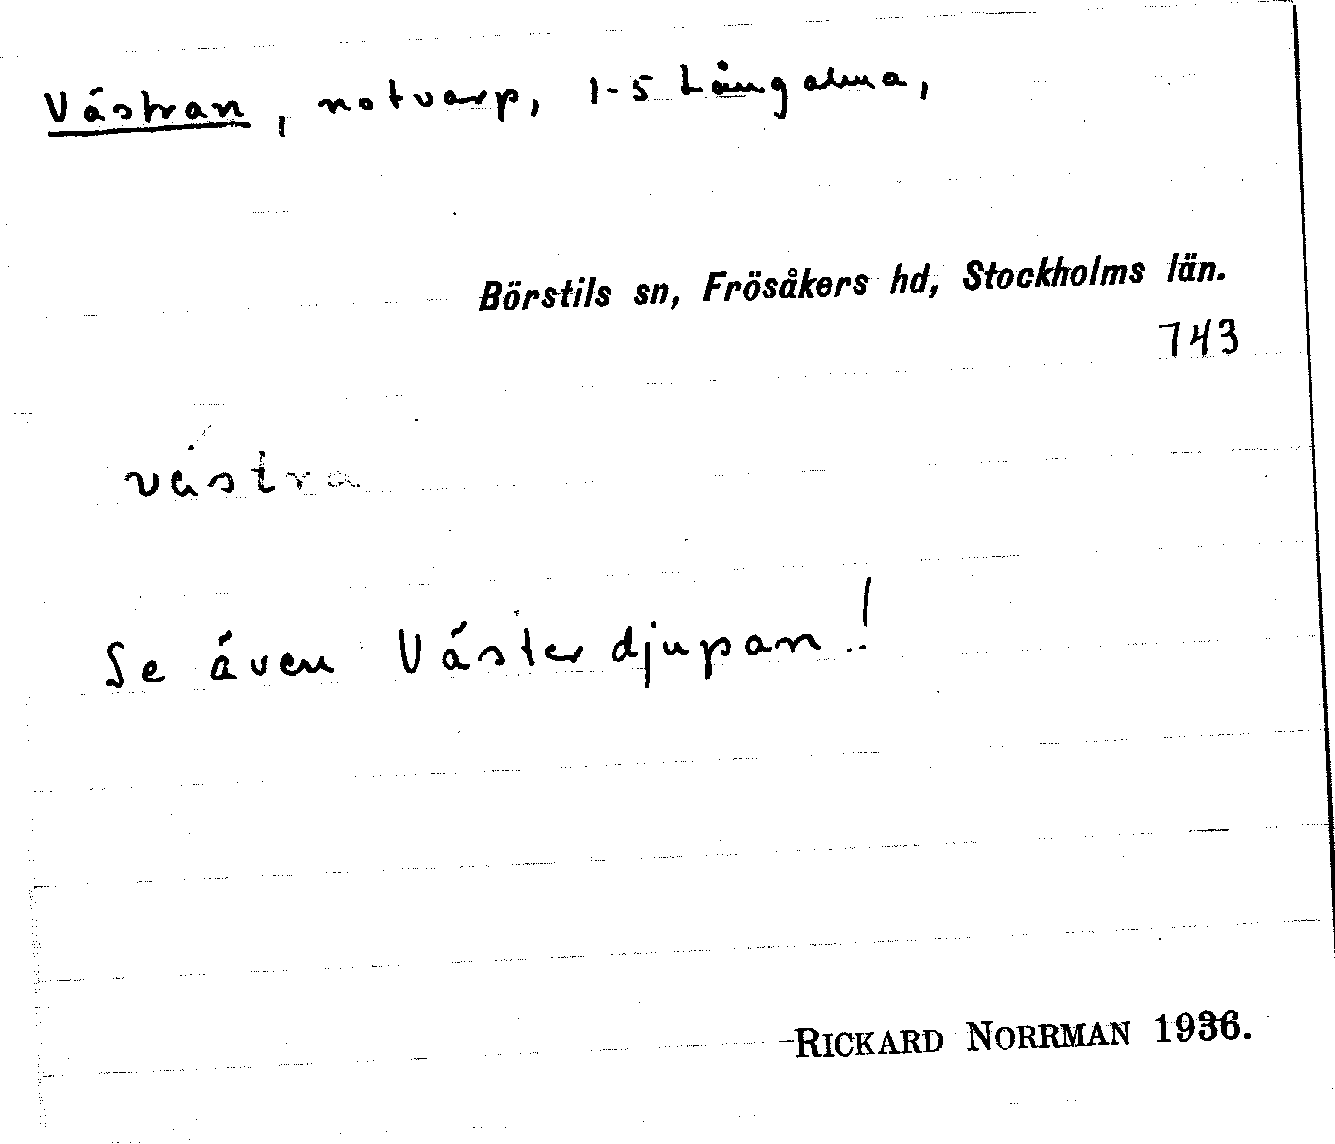 Västran, notvarp, 1-5 Långalma,
Börstils sn, Frösåkers hd, Stockholms län.
743
västra
Se även Västerdjupan!
RICKARD NORRMAN 1936.